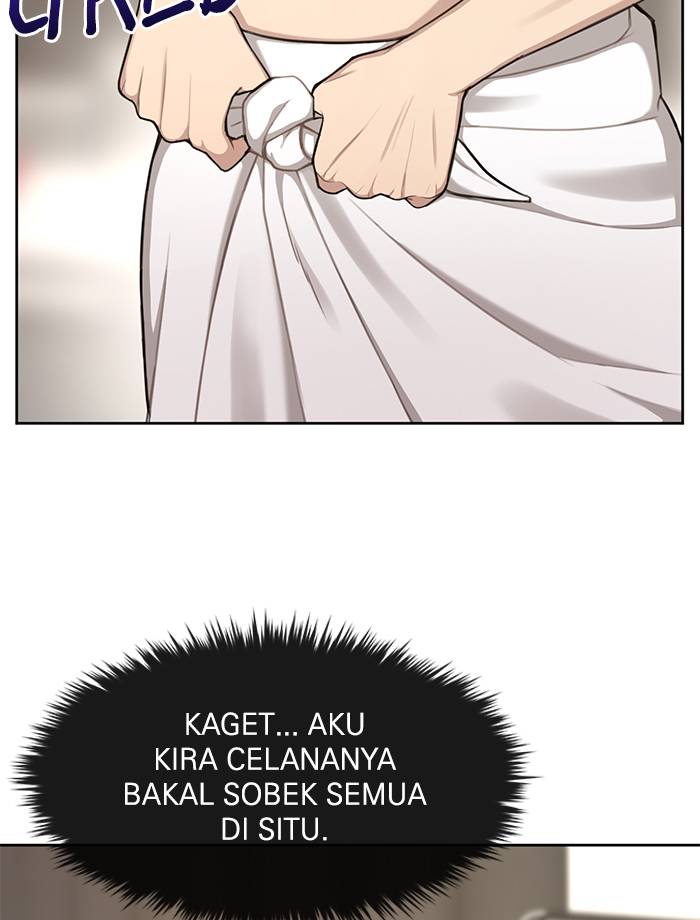 KAGET... AKU
KIRA CELANANYA
BAKAL SOBEK SEMUA
DI SITU.